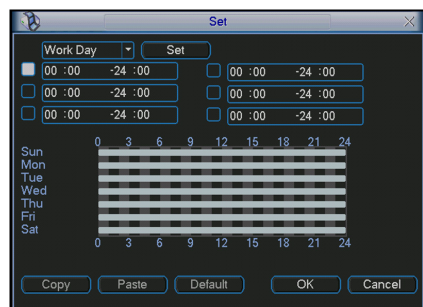 Set
Work Day Set
00 :00 -24 :00 00 :00 -24 :00
00 :00 -24 :00 00 :00 -24 :00
00 :00 -24 :00 00 :00 -24 :00
0 3 6 9 12 15 18 21 24
Sun
Mon
Tue
Wed
Thu
Fri
Sat
0 3 6 9 12 15 18 21 24
Copy Paste Default OK Cancel